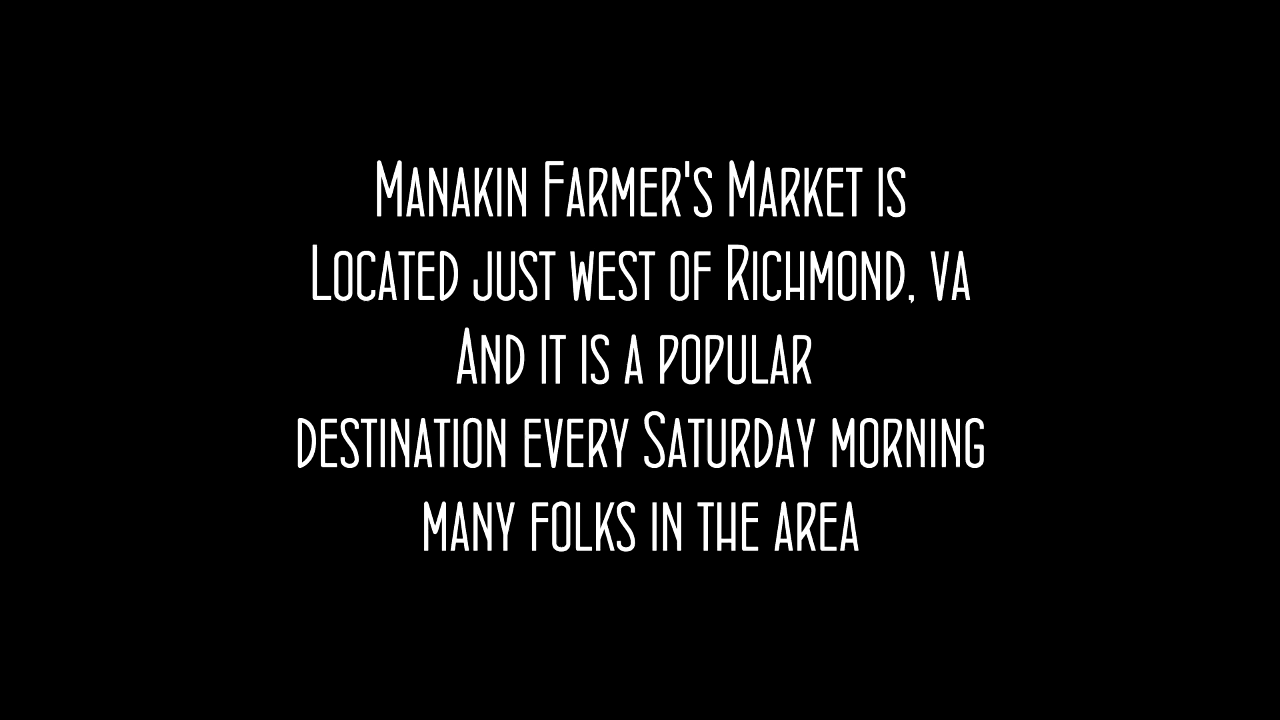 Manakin Farmer's Market is
Located just west of Richmond, VA
And it is a popular
destination every Saturday morning
many folks in the area